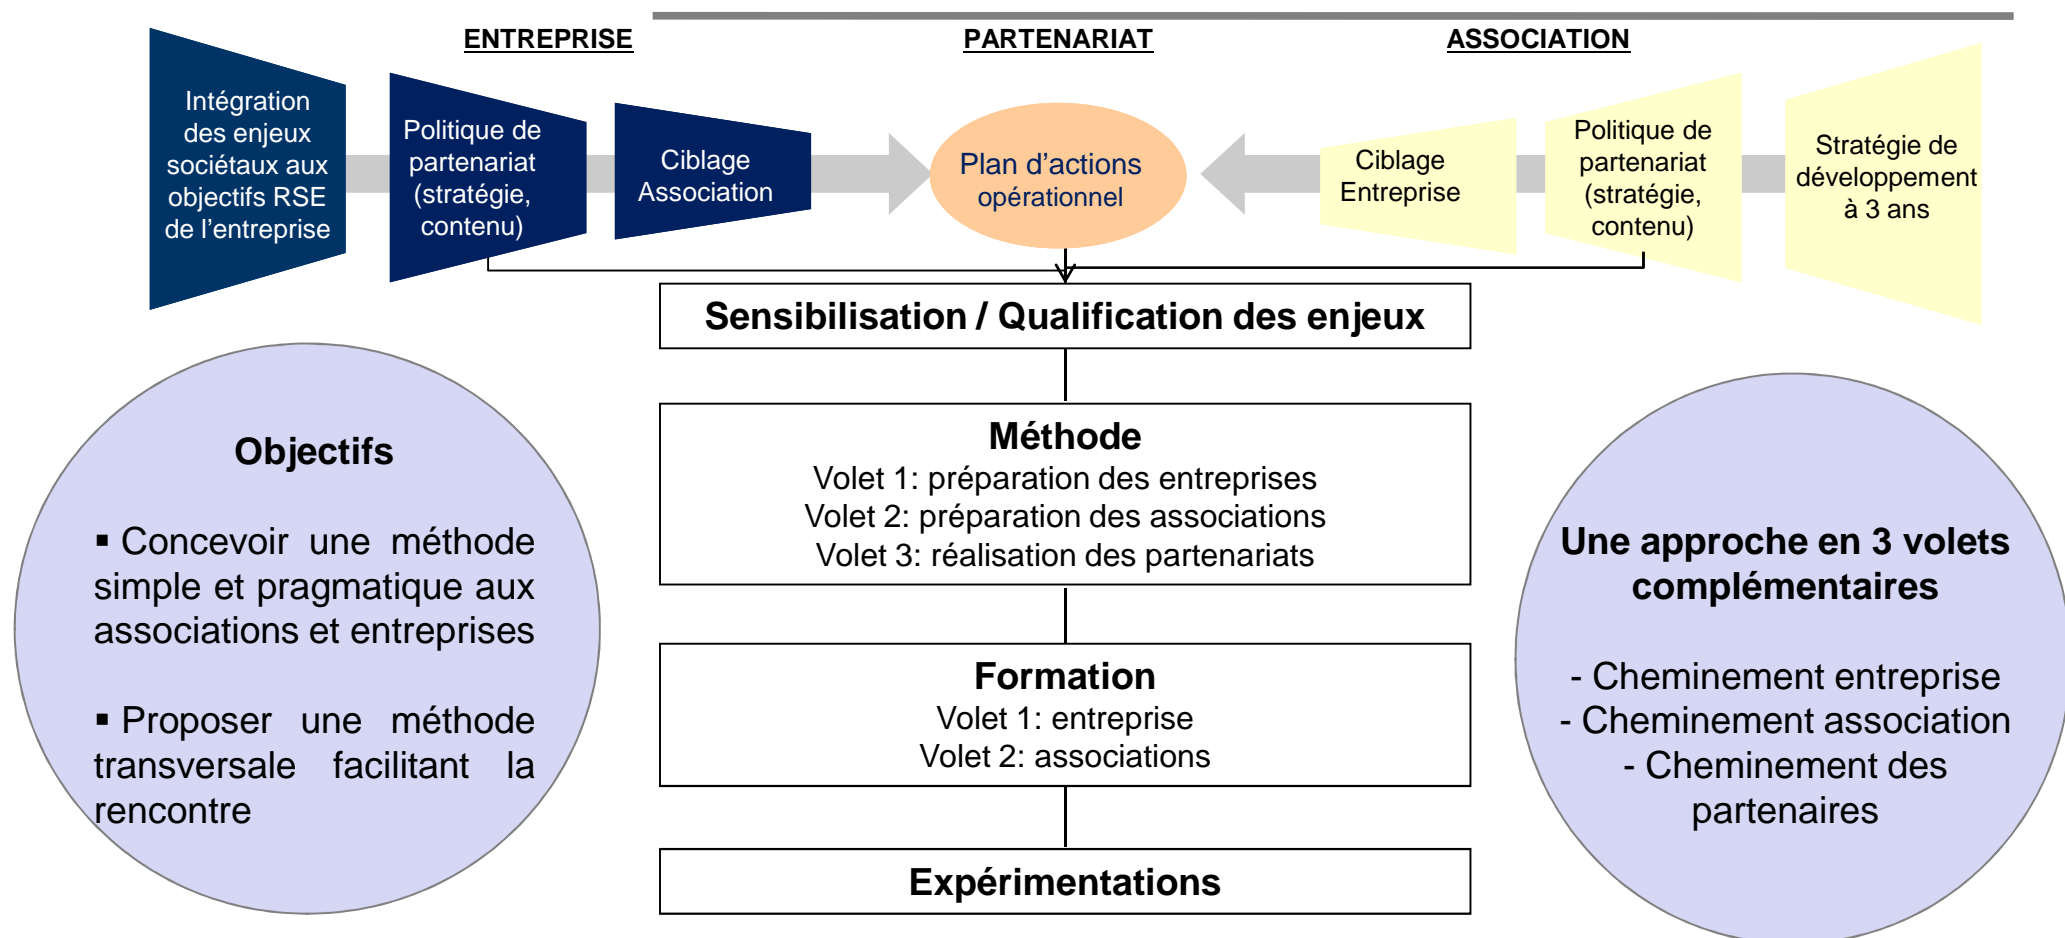 ENTREPRISE
PARTENARIAT
ASSOCIATION
Intégration
des enjeux
sociétaux aux
objectifs RSE
de l’entreprise
Politique de
partenariat
(stratégie,
contenu)
Ciblage
Association
Plan d’actions
opérationnel
Ciblage
Entreprise
Politique de
partenariat
(stratégie,
contenu)
Stratégie de
développement
à 3 ans
Sensibilisation / Qualification des enjeux
Méthode
Volet 1: préparation des entreprises
Volet 2: préparation des associations
Volet 3: réalisation des partenariats
Formation
Volet 1: entreprise
Volet 2: associations
Expérimentations
Objectifs
▪ Concevoir une méthode
simple et pragmatique aux
associations et entreprises
▪ Proposer une méthode
transversale facilitant la
rencontre
Une approche en 3 volets
complémentaires
- Cheminement entreprise
- Cheminement association
- Cheminement des
partenaires